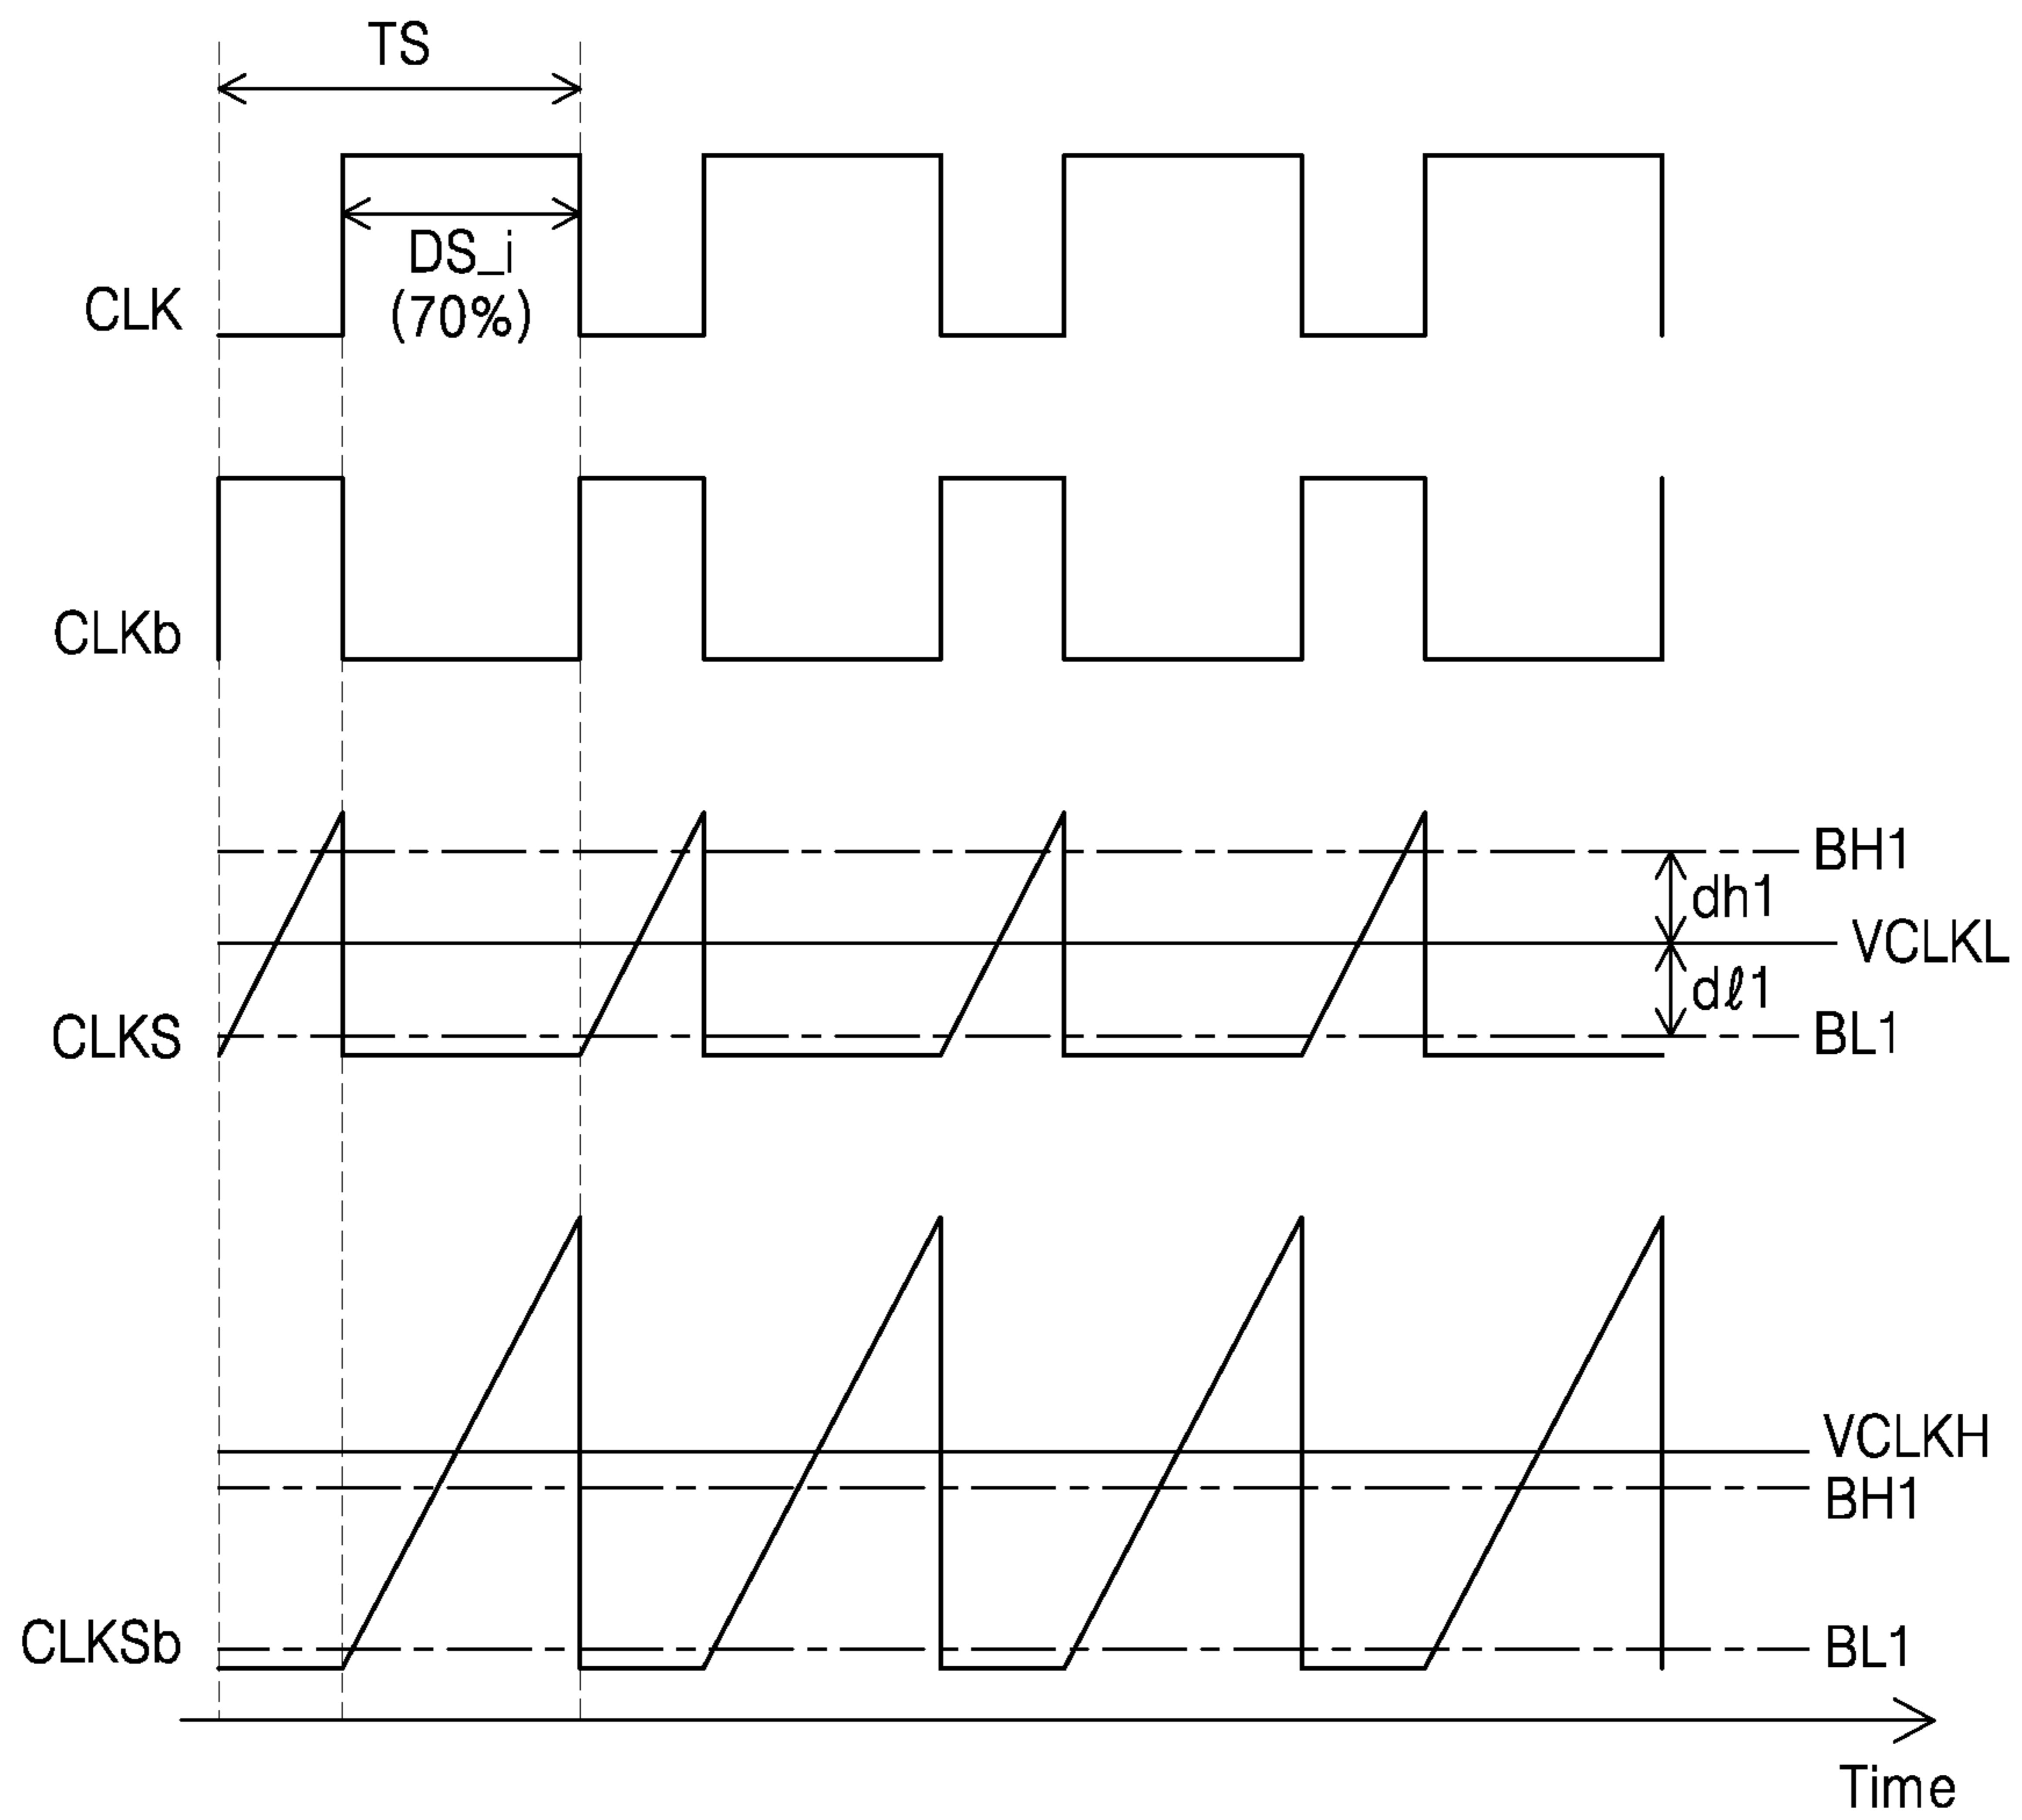 TS
DS_i
(70%)
CLK
CLKb
BH1
dh1
VCLKL
dℓ1
CLKS
BL1
VCLKH
BH1
CLKSb
BL1
Time